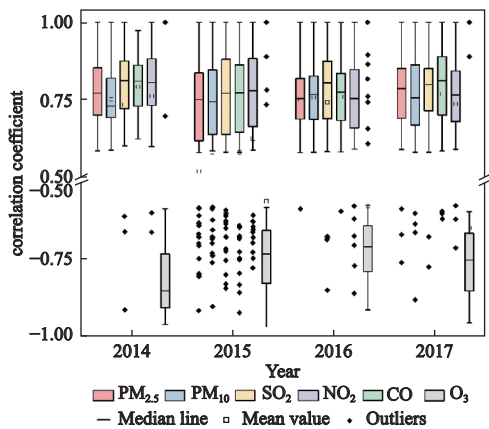 1.00
0.75
0.50
−0.50
−0.75
−1.00
correlation coefficient
2014 2015 2016 2017
Year
PM₂.₅ PM₁₀ SO₂ NO₂ CO O₃
Median line Mean value Outliers